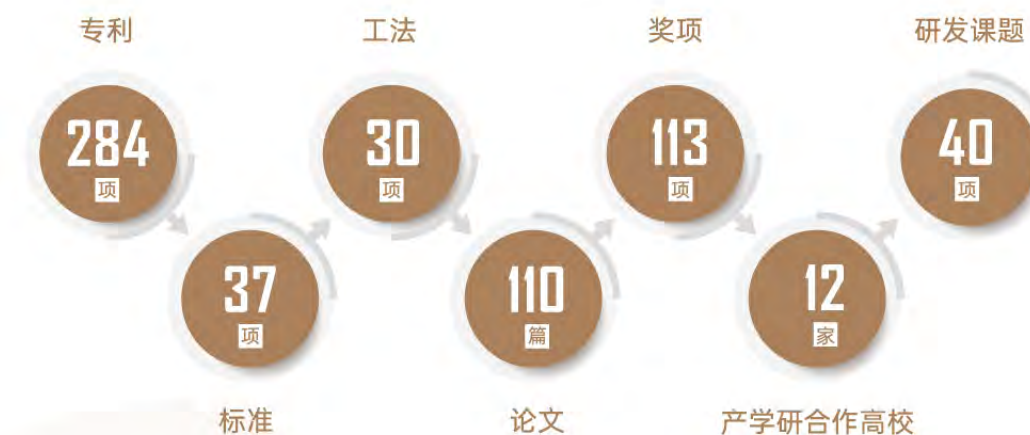 专利
工法
奖项
研发课题
284
项
30
项
113
项
40
项
37
项
110
篇
12
家
标准
论文
产学研合作高校